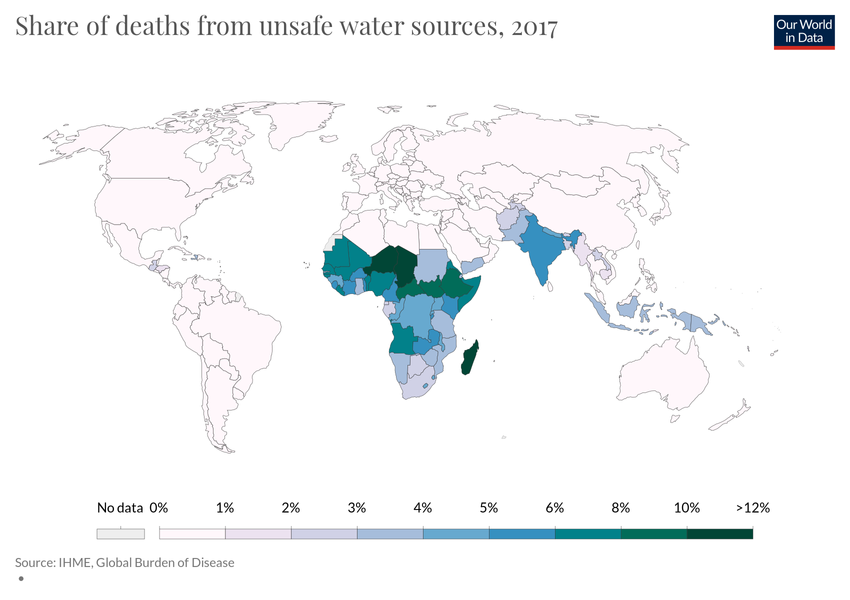 Share of deaths from unsafe water sources, 2017
Our World
in Data
No data 0% 1% 2% 3% 4% 5% 6% 8% 10% >12%
Source: IHME, Global Burden of Disease